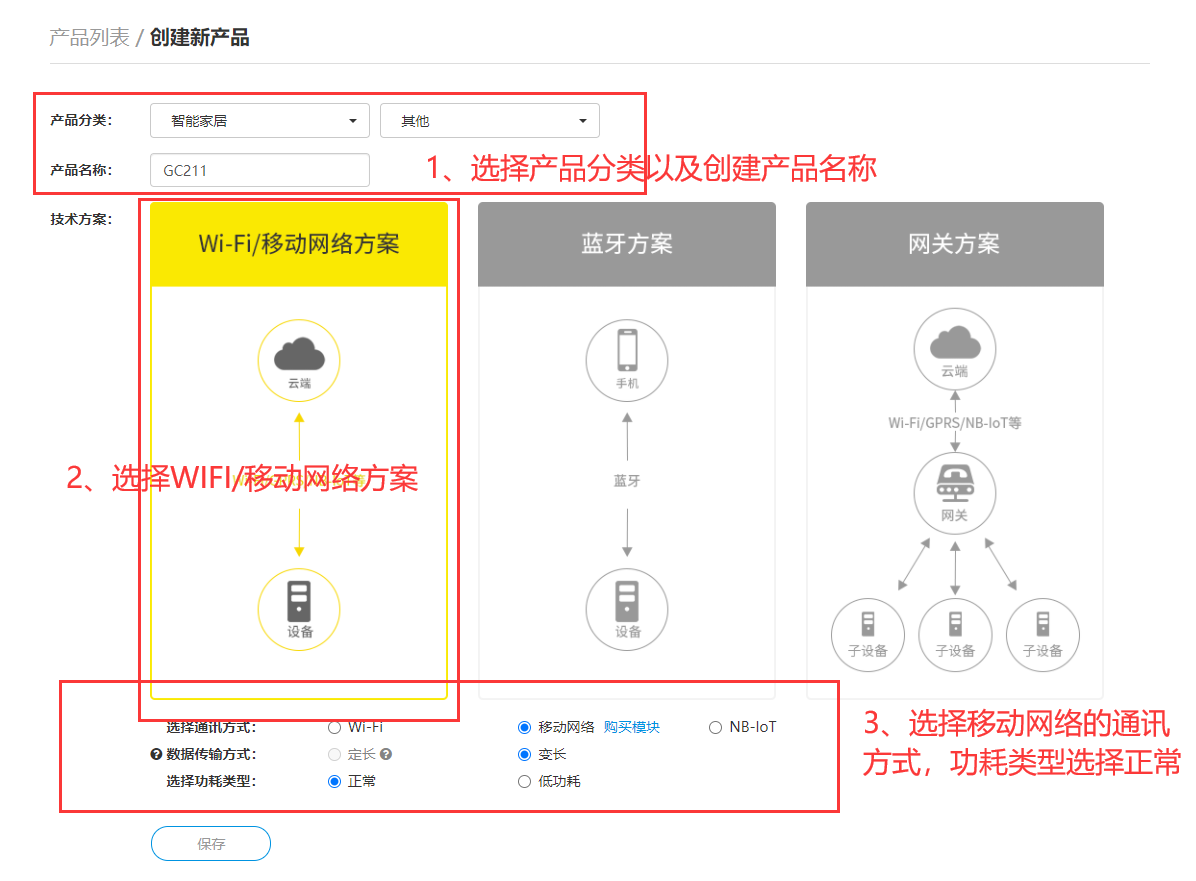 产品列表 / 创建新产品
产品分类： 智能家居 其他
产品名称： GC211
1、选择产品分类以及创建产品名称
技术方案：
Wi-Fi/移动网络方案 蓝牙方案 网关方案
云端 手机 云端
Wi-Fi/GPRS/NB-IoT等
2、选择WIFI/移动网络方案
蓝牙
网关
设备 设备
子设备 子设备 子设备
选择通讯方式： Wi-Fi 移动网络 购买模块 NB-IoT
数据传输方式： 定长 变长
选择功耗类型： 正常 低功耗
3、选择移动网络的通讯
方式，功耗类型选择正常
保存